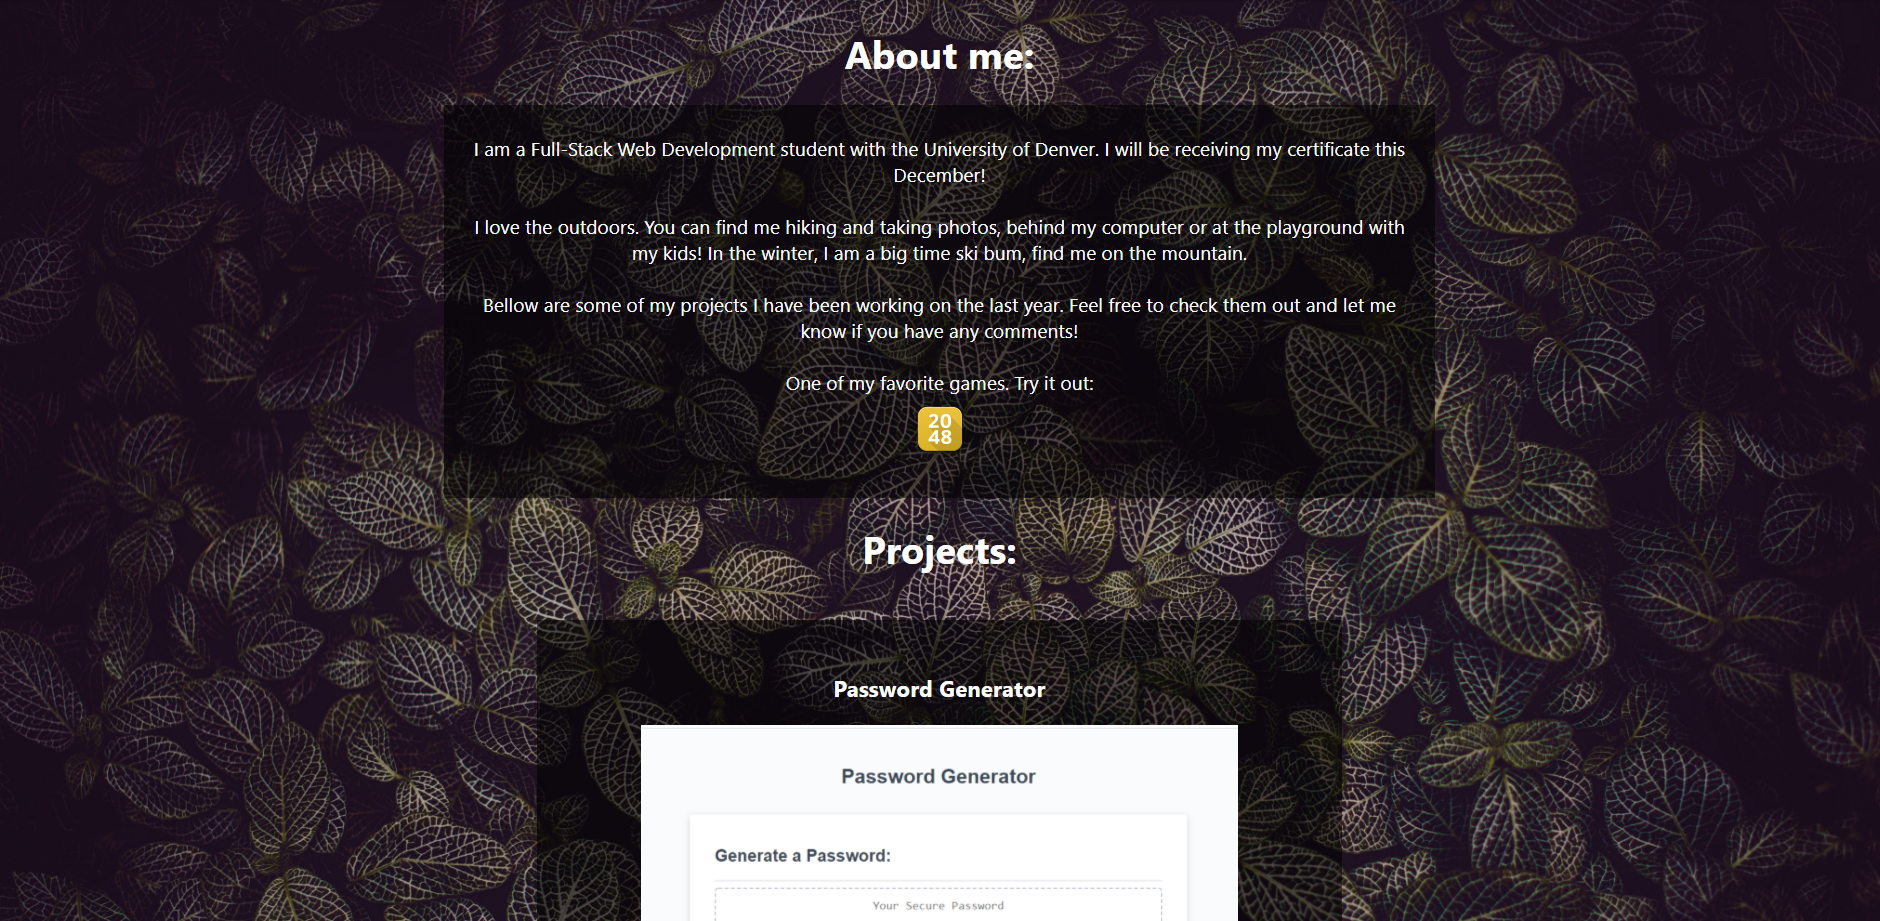 About me:
I am a Full-Stack Web Development student with the University of Denver. I will be receiving my certificate this
December!
I love the outdoors. You can find me hiking and taking photos, behind my computer or at the playground with
my kids! In the winter, I am a big time ski bum, find me on the mountain.
Bellow are some of my projects I have been working on the last year. Feel free to check them out and let me
know if you have any comments!
One of my favorite games. Try it out:
20
48
Projects:
Password Generator
Password Generator
Generate a Password:
Your Secure Password